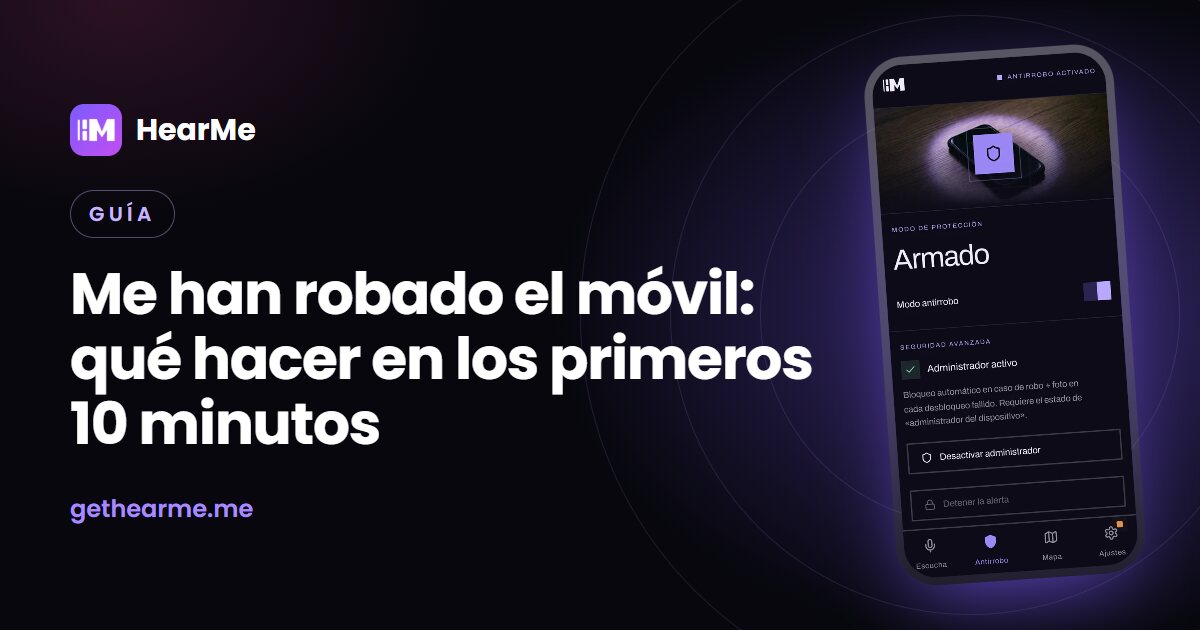 HearMe
GUÍA
Me han robado el móvil:
qué hacer en los primeros
10 minutos
gethearme.me
HM
ANTIRROBO ACTIVADO
MODO DE PROTECCIÓN
Armado
Modo antirrobo
SEGURIDAD AVANZADA
Administrador activo
Bloqueo automático en caso de robo + foto en
cada desbloqueo fallido. Requiere el estado de
«administrador del dispositivo».
Desactivar administrador
Detener la alerta
Escucha Antirrobo Mapa Ajustes